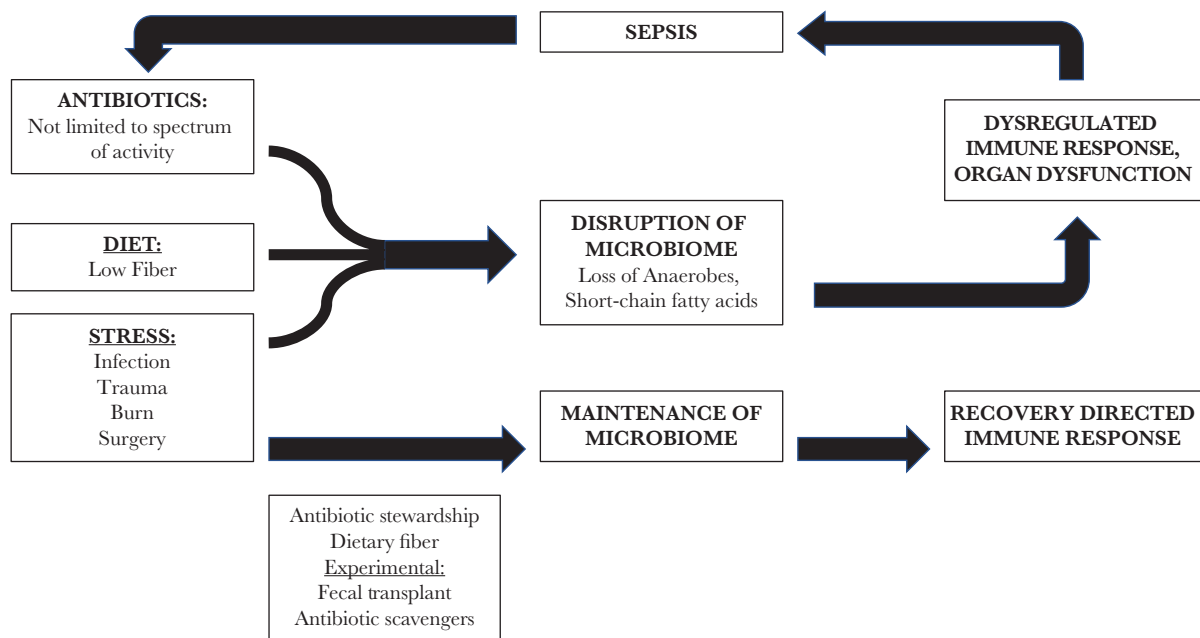 SEPSIS
ANTIBIOTICS:
Not limited to spectrum
of activity
DYSREGULATED
IMMUNE RESPONSE,
ORGAN DYSFUNCTION
DIET:
Low Fiber
DISRUPTION OF
MICROBIOME
Loss of Anaerobes,
Short-chain fatty acids
STRESS:
Infection
Trauma
Burn
Surgery
MAINTENANCE OF
MICROBIOME
RECOVERY DIRECTED
IMMUNE RESPONSE
Antibiotic stewardship
Dietary fiber
Experimental:
Fecal transplant
Antibiotic scavengers